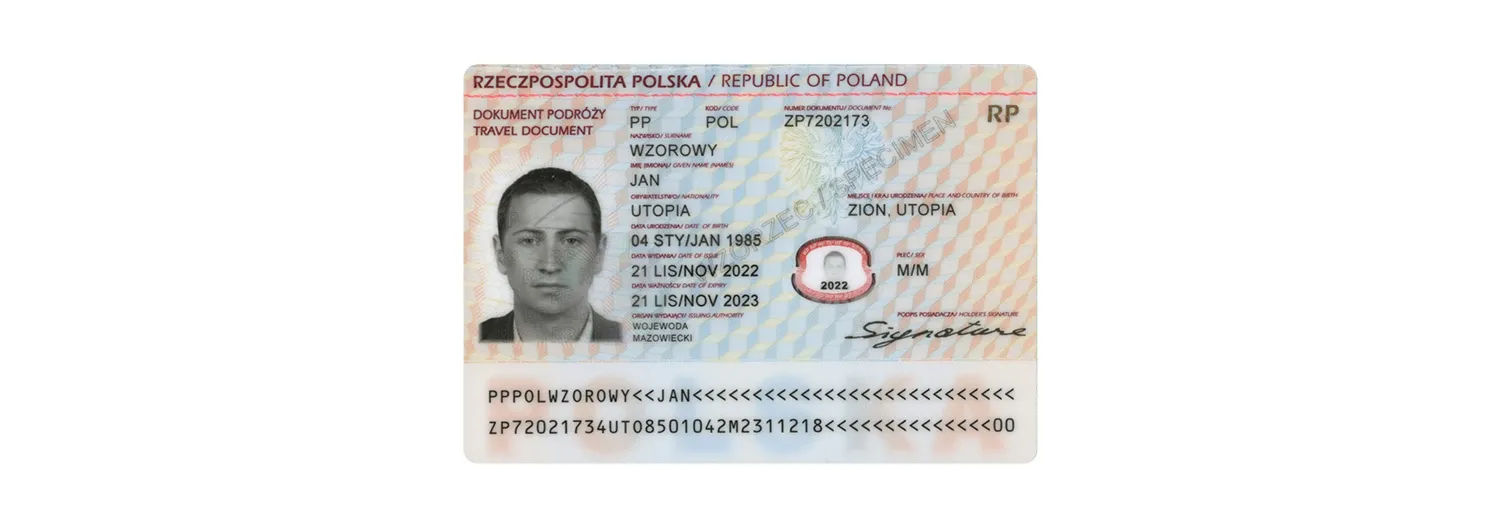 RZECZPOSPOLITA POLSKA / REPUBLIC OF POLAND
DOKUMENT PODRÓŻY
TRAVEL DOCUMENT
TYP/ TYPE KOD/ CODE NUMER DOKUMENTU/ DOCUMENT No
PP POL ZP7202173
RP
NAZWISKO/ SURNAME
WZOROWY
IMIĘ (IMIONA)/ GIVEN NAME (NAMES)
JAN
OBYWATELSTWO/ NATIONALITY MIEJSCE I KRAJ URODZENIA/ PLACE AND COUNTRY OF BIRTH
UTOPIA ZION, UTOPIA
DATA URODZENIA/ DATE OF BIRTH
04 STY/JAN 1985
DATA WYDANIA/ DATE OF ISSUE PŁEĆ/ SEX
21 LIS/NOV 2022 M/M
DATA WAŻNOŚCI/ DATE OF EXPIRY
21 LIS/NOV 2023
2022
ORGAN WYDAJĄCY/ ISSUING AUTHORITY PODPIS POSIADACZA/ HOLDER'S SIGNATURE
WOJEWODA
MAZOWIECKI
Signature
WZORZEC / SPECIMEN
POLSKA
PPPOLWZOROWY<<JAN<<<<<<<<<<<<<<<<<<<<<<<<<<<
ZP72021734UTO8501042M2311218<<<<<<<<<<<<<<00